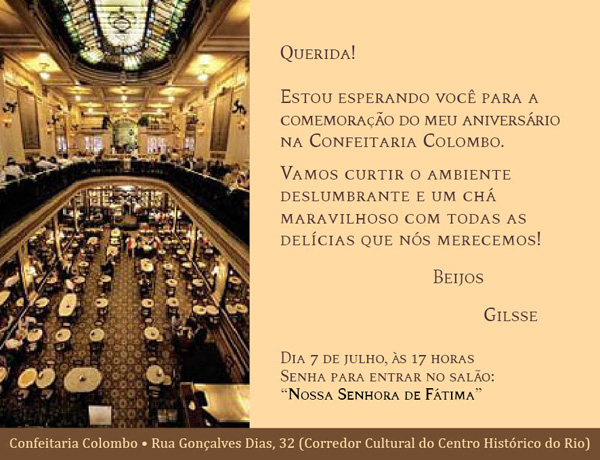 Querida!
Estou esperando você para a
comemoração do meu aniversário
na Confeitaria Colombo.
Vamos curtir o ambiente
deslumbrante e um chá
maravilhoso com todas as
delícias que nós merecemos!
Beijos
Gilsse
Dia 7 de julho, às 17 horas
Senha para entrar no salão:
“Nossa Senhora de Fátima”
Confeitaria Colombo • Rua Gonçalves Dias, 32 (Corredor Cultural do Centro Histórico do Rio)